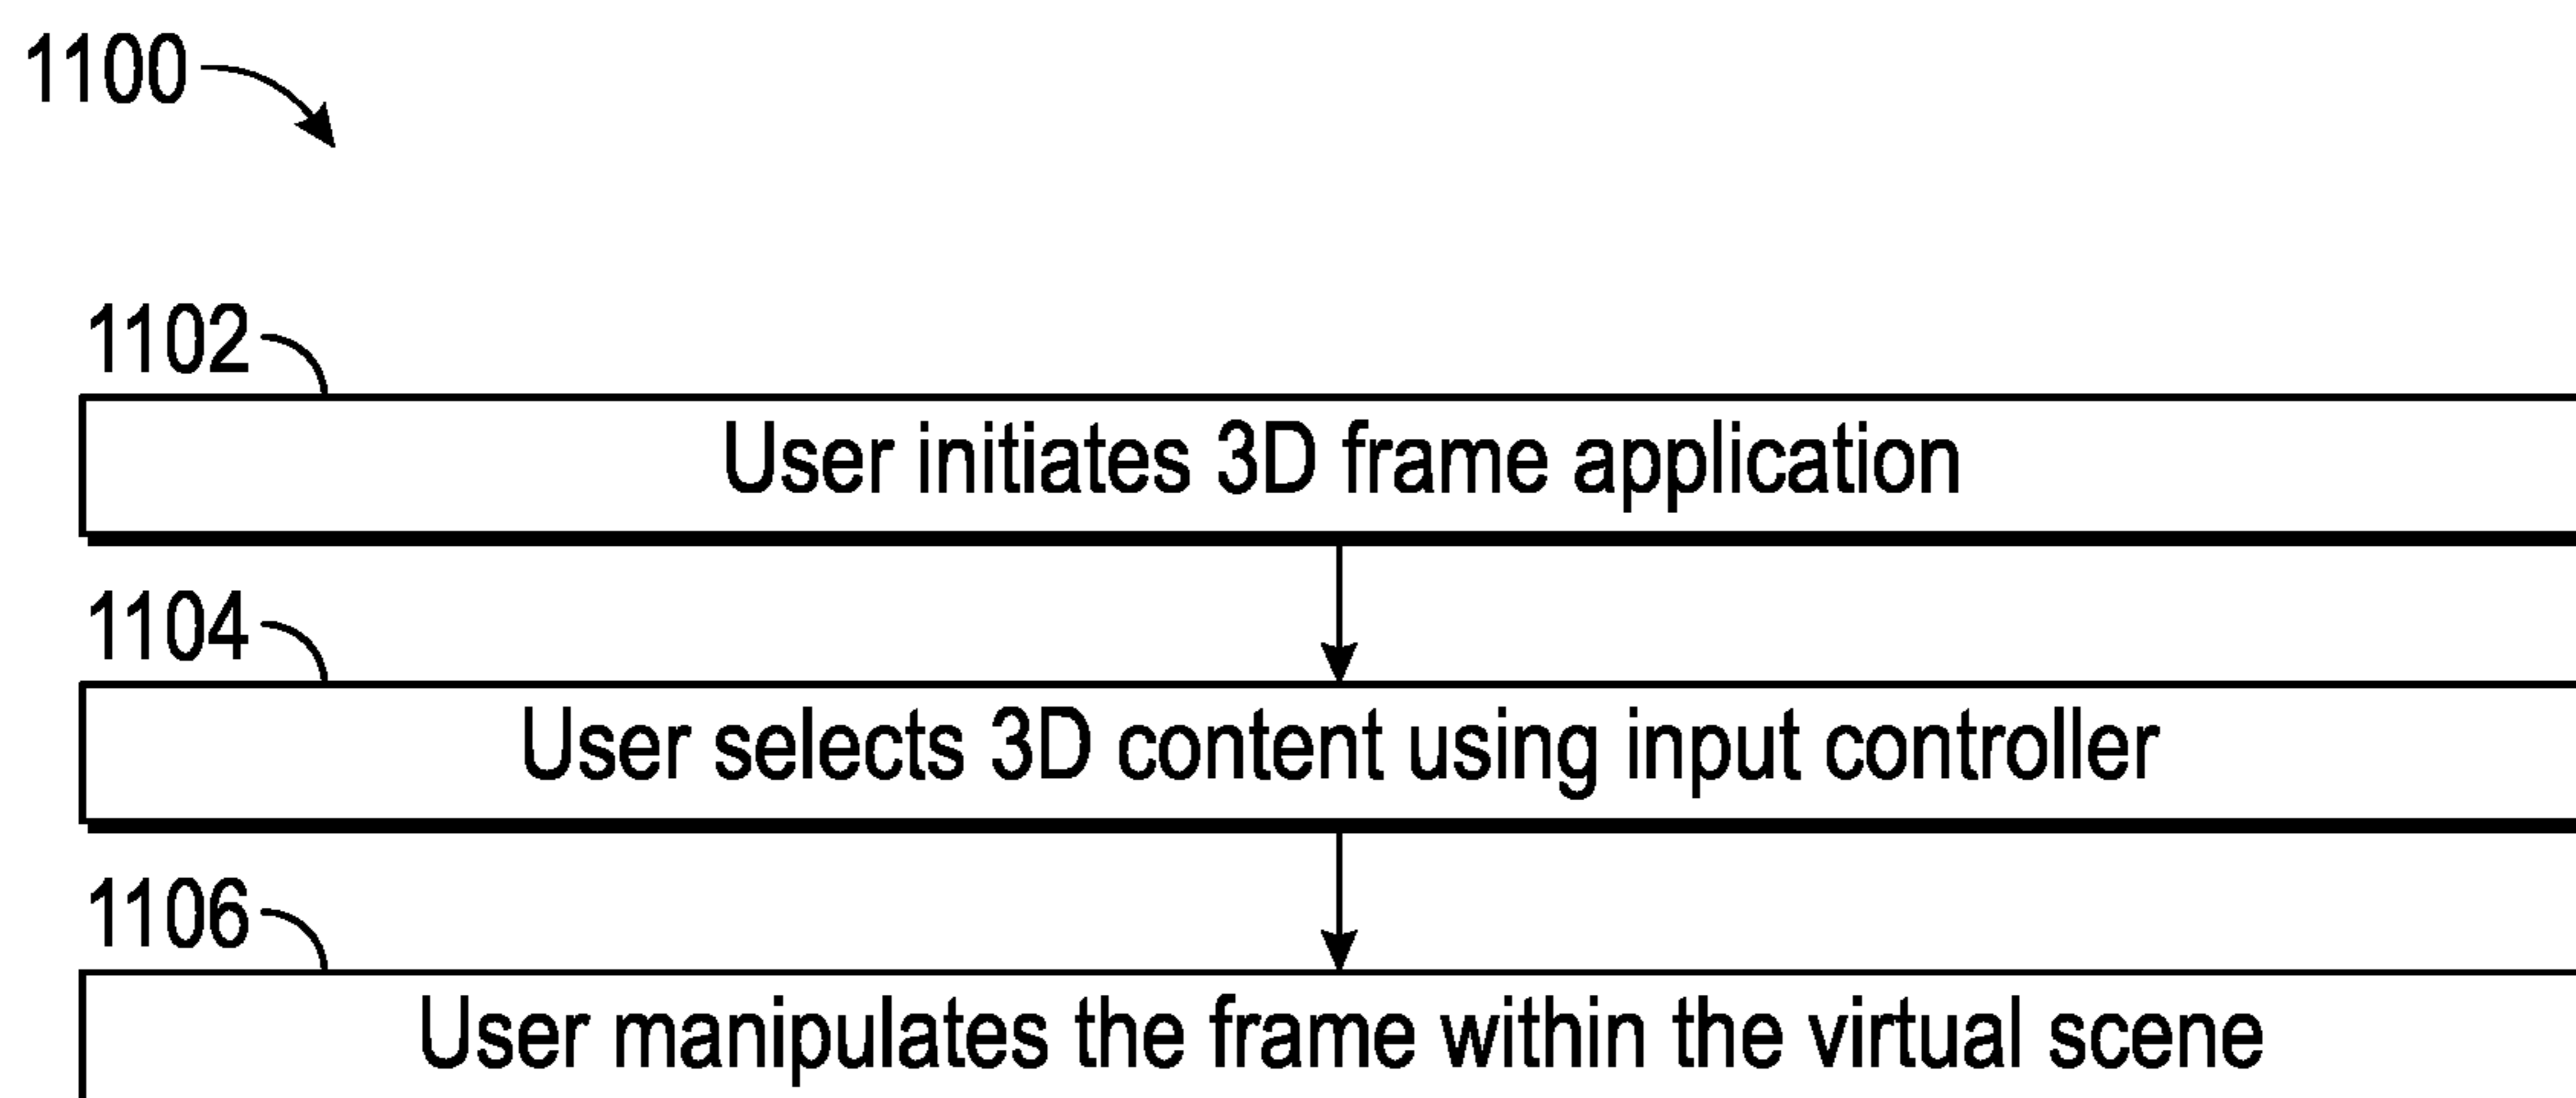 1100
1102
User initiates 3D frame application
1104
User selects 3D content using input controller
1106
User manipulates the frame within the virtual scene